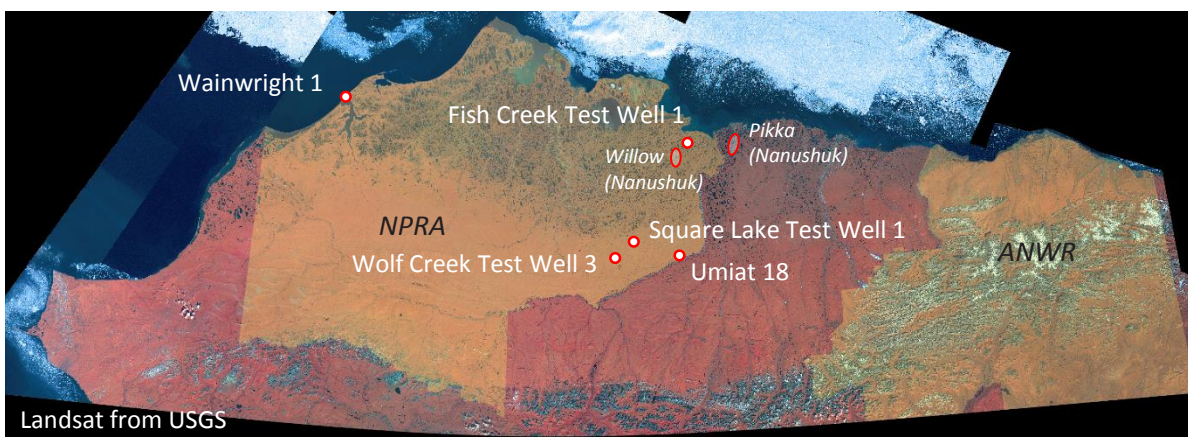 Wainwright 1
Fish Creek Test Well 1
Pikka
(Nanushuk)
Willow
(Nanushuk)
NPRA
Square Lake Test Well 1
ANWR
Wolf Creek Test Well 3
Umiat 18
Landsat from USGS